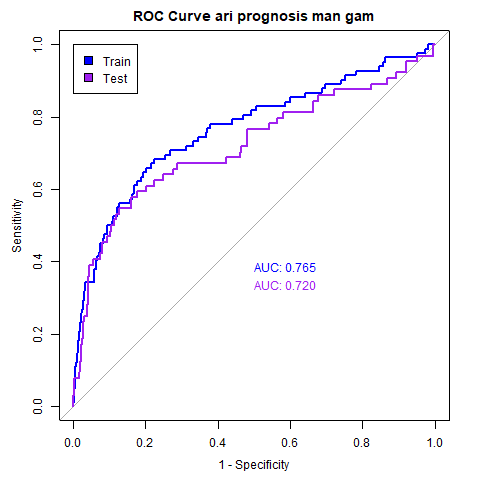 ROC Curve ari prognosis man gam
Train
Test
AUC: 0.765
AUC: 0.720
Sensitivity
0.0
0.2
0.4
0.6
0.8
1.0
0.0
0.2
0.4
0.6
0.8
1.0
1 - Specificity